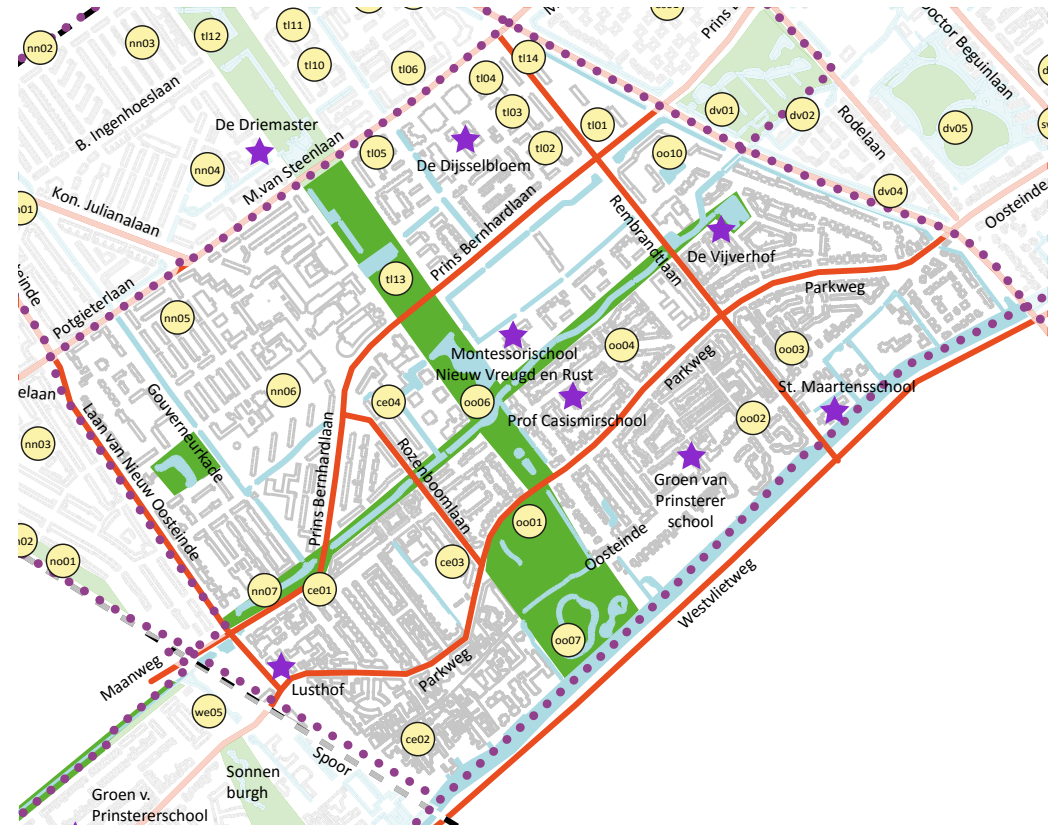 tl11
tl12
nn03
nn02
tl10
tl06
tl04
tl14
Prins
Doctor Beguinlaan
B. Ingenhoeslaan
De Driemaster
tl03
tl01
dv01
dv02
Rodelaan
dv05
nn04
M.van Steenlaan
tl05
De Dijsselbloem
tl02
oo10
dv04
Kon. Julianalaan
Prins Bernhardlaan
Rembrandtlaan
Oosteinde
De Vijverhof
tl13
Potgieterlaan
nn05
Parkweg
Montessorischool
Nieuw Vreugd en Rust
oo04
oo03
Parkweg
St. Maartensschool
elaan
Gouverneurkade
nn06
ce04
oo06
Prof Casismirschool
oo02
nn03
Laan van Nieuw Oosteinde
Prins Bernhardlaan
Rozenboomlaan
Groen van
Prinsterer
school
oo01
Oosteinde
no01
nn07
ce01
ce03
Westvlietweg
oo07
Maanweg
Lusthof
Parkweg
we05
ce02
Spoor
Sonnen
burgh
Groen v.
Prinstererschool